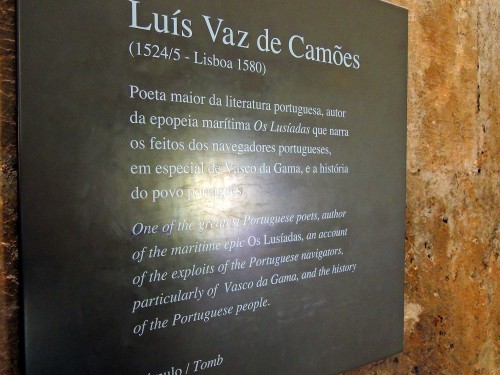 Luís Vaz de Camões
(1524/5 - Lisboa 1580)
Poeta maior da literatura portuguesa, autor
da epopeia marítima Os Lusíadas que narra
os feitos dos navegadores portugueses,
em especial de Vasco da Gama, e a história
do povo português.
One of the greatest Portuguese poets, author
of the maritime epic Os Lusíadas, an account
of the exploits of the Portuguese navigators,
particularly of Vasco da Gama, and the history
of the Portuguese people.
/ Tomb